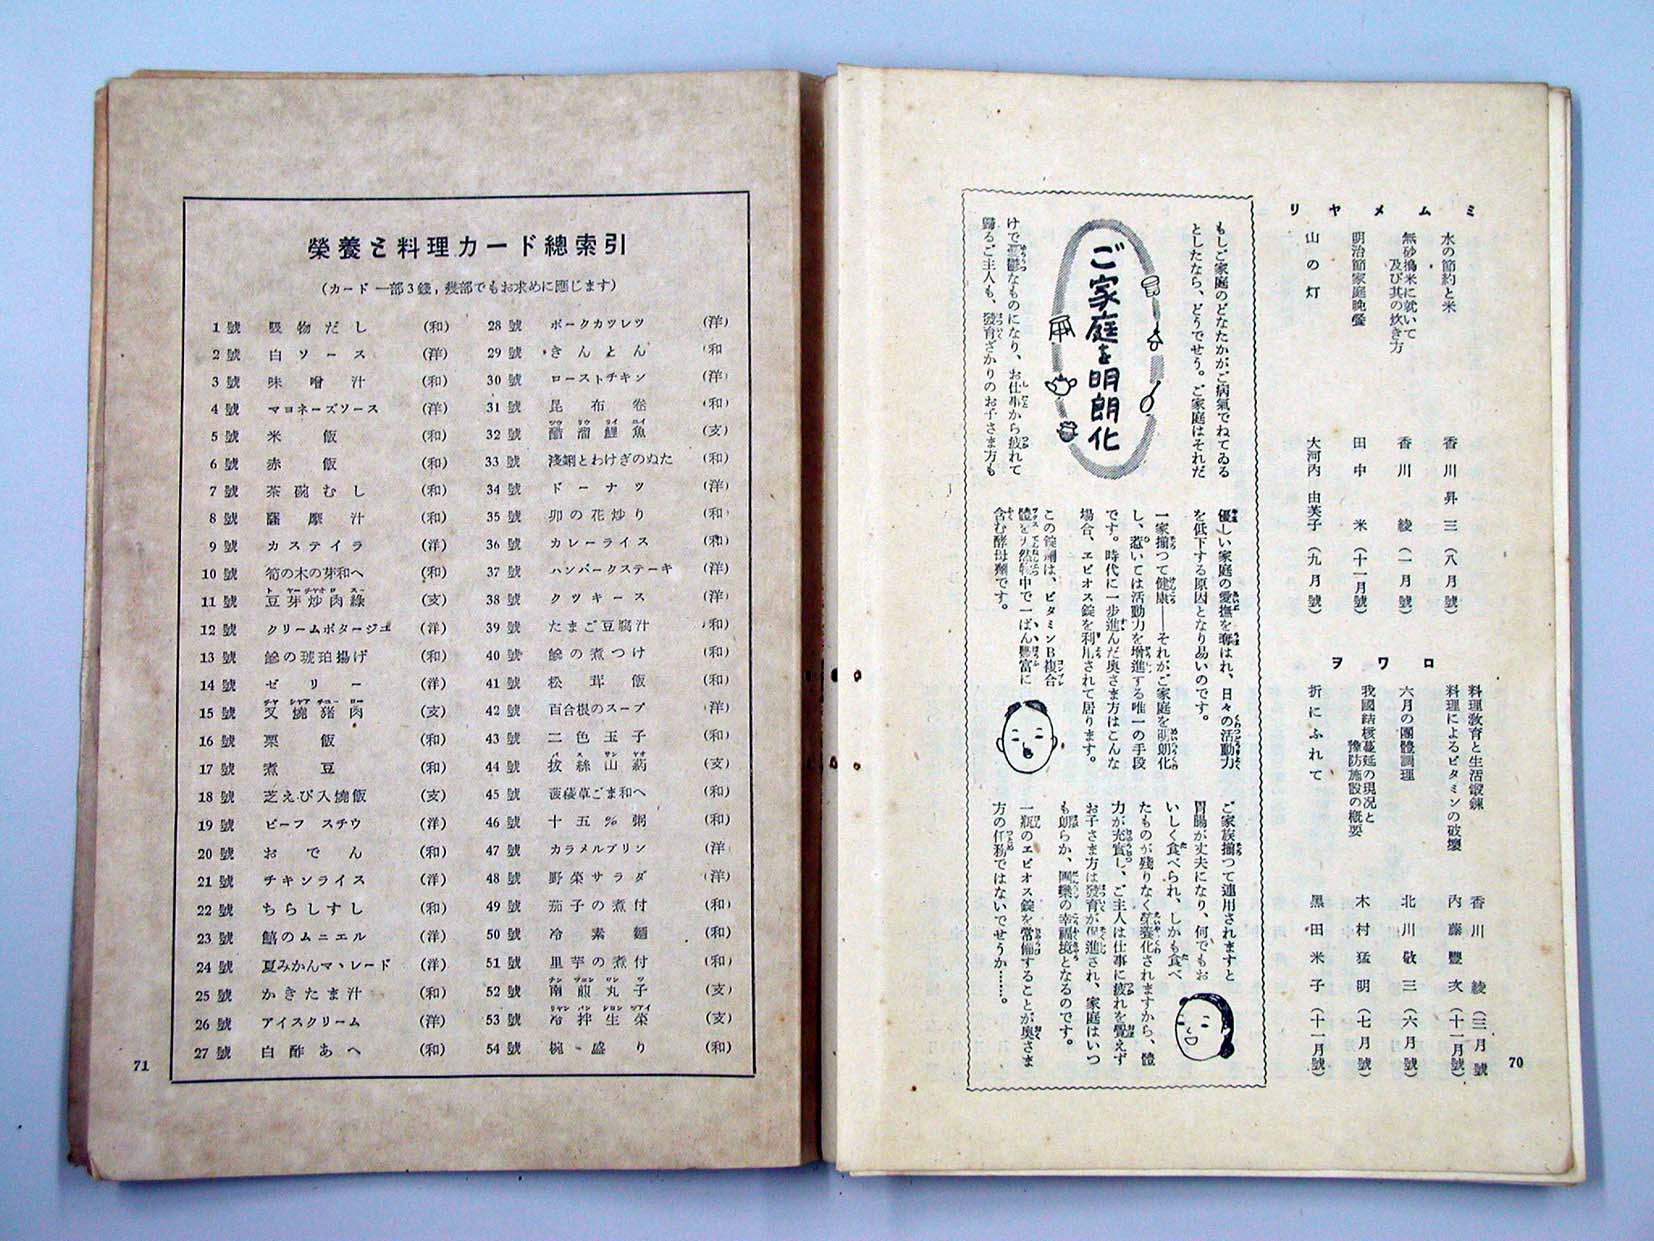 ミムメヤリ
水の節約と米 香川昇三(八月號)
無砂搗米に就いて
及び其の炊き方 香川綾(一月號)
明治節家庭晩餐 田中米(十一月號)
山の灯 大河内由芙子(九月號)
ロワヲ
料理敎育と生活鍛鍊 香川綾(三月號
料理によるビタミンの破壞 內藤豐次(十一月號)
六月の團體調理 北川敬三(六月號)
我國結核蔓延の現況と
豫防施設の槪要 木村猛明(七月號)
折にふれて 黑田米子(十一月號)
70
ご家庭を明朗化
もしご家庭のどなたかがご病氣でねてゐる
としたなら、どうでせう。ご家庭はそれだ
けで憂鬱なものになり、お仕事から疲れて
歸るご主人も、發育ざかりのお子さま方も
優しい家庭の愛撫を奪はれ、日々の活動力
を低下する原因となり易いのです。
一家揃つて健康――それがご家庭を明朗化
し、惹いては活動力を增進する唯一の手段
です。時代に一步進んだ奧さま方はこんな
場合、エビオス錠を利用されて居ります。
この錠劑は、ビタミンB複合
體を天然物中で一ばん豐富に
含む酵母劑です。
ご家族揃つて連用されますと
胃腸が丈夫になり、何でもお
いしく食べられ、しかも食べ
たものが殘りなく榮養化されますから、體
力が充實し、ご主人は仕事に疲れを覺えず
お子さま方は發育が促進され、家庭はいつ
も朗らか、團欒の幸福境となるのです。
一瓶のエビオス錠を常備することが奧さま
方の任務ではないでせうか……。
榮養と料理カード總索引
(カード一部3錢,幾部でもお求めに應じます)
1號 吸物だし (和)
2號 白ソース (洋)
3號 味噌汁 (和)
4號 マヨネーズソース (洋)
5號 米飯 (和)
6號 赤飯 (和)
7號 茶碗むし (和)
8號 薩摩汁 (和)
9號 カステイラ (洋)
10號 筍の木の芽和へ (和)
11號 豆芽炒肉絲 (支)
12號 クリームポタージユ (洋)
13號 鯵の琥珀揚げ (和)
14號 ゼリー (洋)
15號 叉燒豬肉 (支)
16號 栗飯 (和)
17號 煮豆 (和)
18號 芝えび入燒飯 (支)
19號 ビーフスチウ (洋)
20號 おでん (和)
21號 チキンライス (洋)
22號 ちらしすし (和)
23號 鮭のムニエル (洋)
24號 夏みかんマヽレード (洋)
25號 かきたま汁 (和)
26號 アイスクリーム (洋)
27號 白酢あへ (和)
28號 ポークカツレツ (洋)
29號 きんとん (和
30號 ローストチキン (洋)
31號 昆布卷 (和)
32號 醋溜鯉魚 (支)
33號 淺蜊とわけぎのぬた (和)
34號 ドーナツ (洋)
35號 卯の花炒り (和)
36號 カレーライス (和)
37號 ハンバークステーキ (洋)
38號 クツキース (洋)
39號 たまご豆腐汁 (和)
40號 鯵の煮つけ (和)
41號 松茸飯 (和)
42號 百合根のスープ (洋)
43號 二色玉子 (和)
44號 拔絲山藥 (支)
45號 菠薐草ごま和へ (和)
46號 十五%粥 (和)
47號 カラメルプリン (洋
48號 野菜サラダ (洋)
49號 茄子の煮付 (和)
50號 冷素麵 (和)
51號 里芋の煮付 (和)
52號 南煎丸子 (支)
53號 冷拌生菜 (支)
54號 椀盛り (和)
71